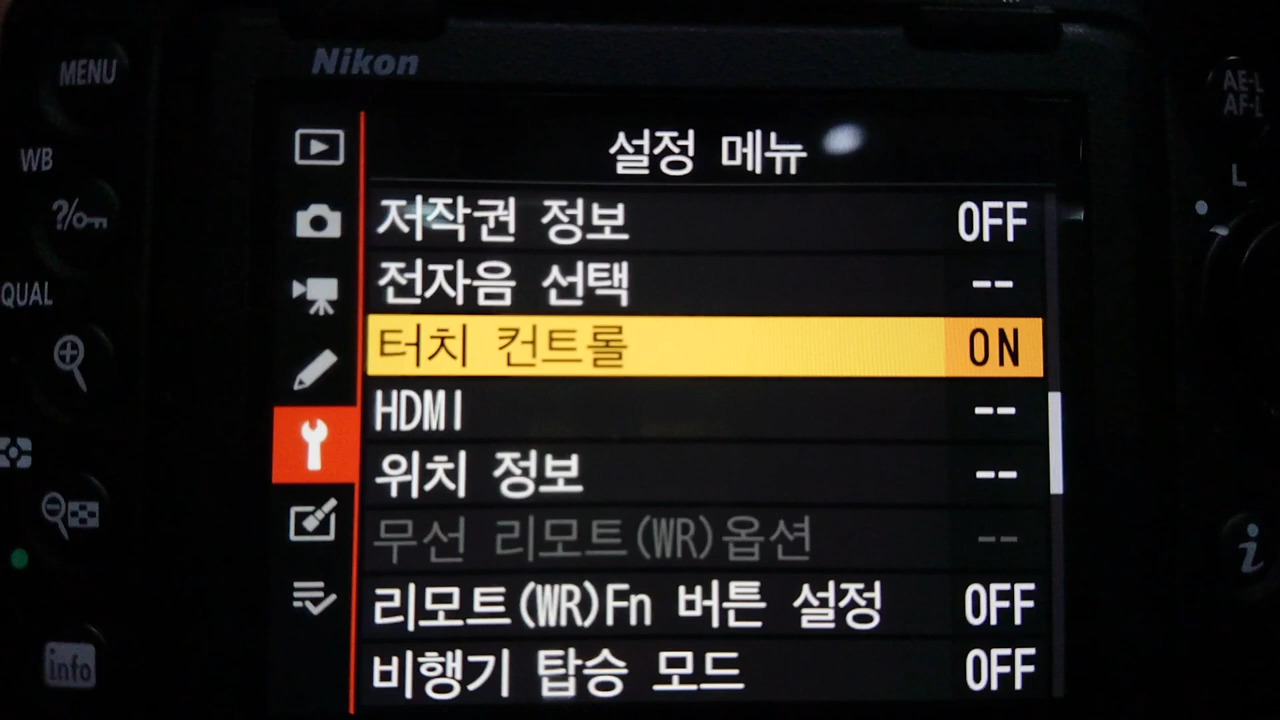 Nikon
MENU
AE-L
AF-L
WB
L
QUAL
info
설정 메뉴
저작권 정보 OFF
전자음 선택 --
터치 컨트롤 ON
HDMI --
위치 정보 --
무선 리모트(WR)옵션 --
리모트(WR)Fn 버튼 설정 OFF
비행기 탑승 모드 OFF
?/
i